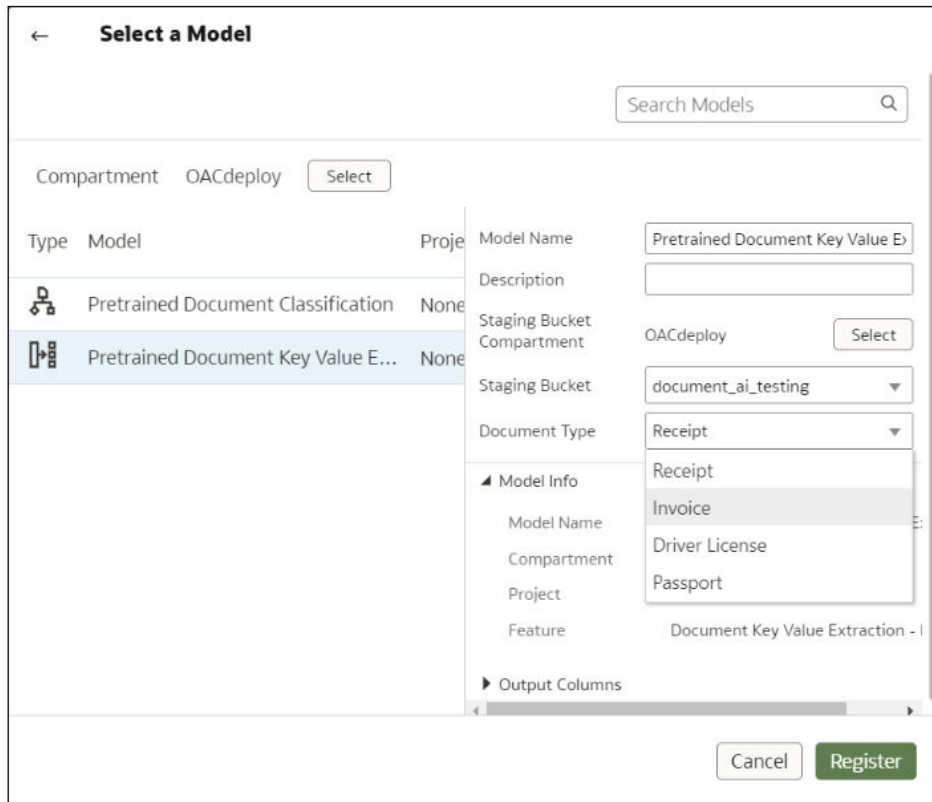 ← Select a Model
Search Models
Compartment OACdeploy Select
Type Model Proje
Pretrained Document Classification None
Pretrained Document Key Value E... None
Model Name Pretrained Document Key Value E
Description
Staging Bucket
Compartment OACdeploy Select
Staging Bucket document_ai_testing
Document Type Receipt
Receipt
Invoice
Driver License
Passport
Model Info
Model Name
Compartment
Project
Feature Document Key Value Extraction -
Output Columns
Cancel Register